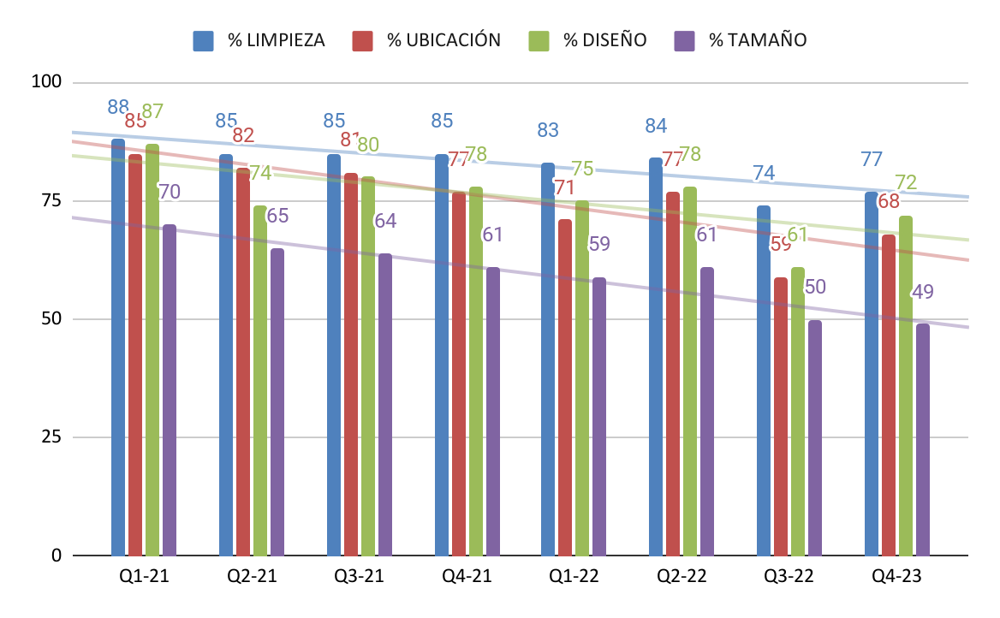 % LIMPIEZA % UBICACIÓN % DISEÑO % TAMAÑO
100
75
50
25
0
88 85 87 70
85 82 74 65
85 81 80 64
85 77 78 61
83 71 75 59
84 77 78 61
74 59 61 50
77 68 72 49
Q1-21 Q2-21 Q3-21 Q4-21 Q1-22 Q2-22 Q3-22 Q4-23